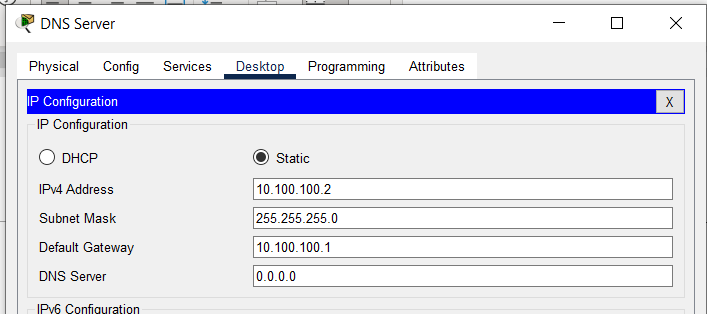 DNS Server
Physical Config Services Desktop Programming Attributes
IP Configuration X
IP Configuration
DHCP Static
IPv4 Address 10.100.100.2
Subnet Mask 255.255.255.0
Default Gateway 10.100.100.1
DNS Server 0.0.0.0
IPv6 Configuration